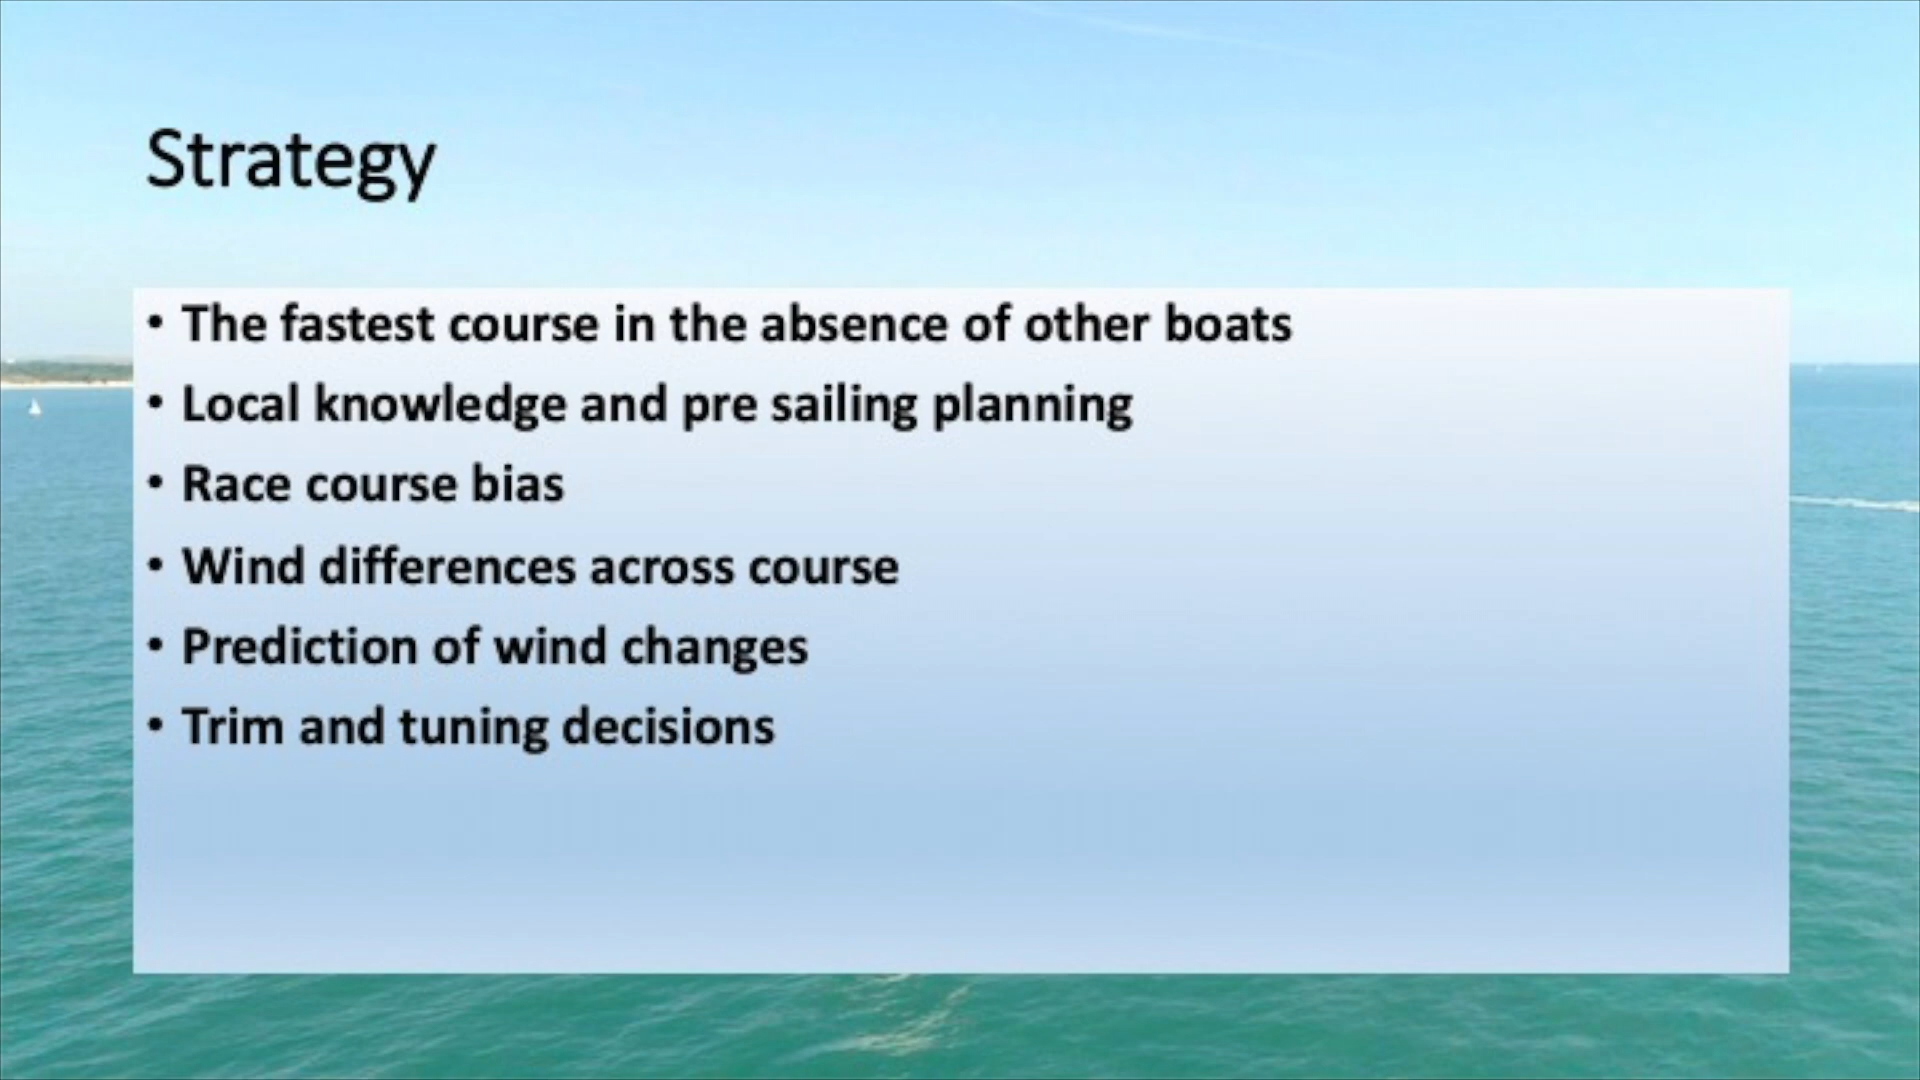 Strategy
• The fastest course in the absence of other boats
• Local knowledge and pre sailing planning
• Race course bias
• Wind differences across course
• Prediction of wind changes
• Trim and tuning decisions